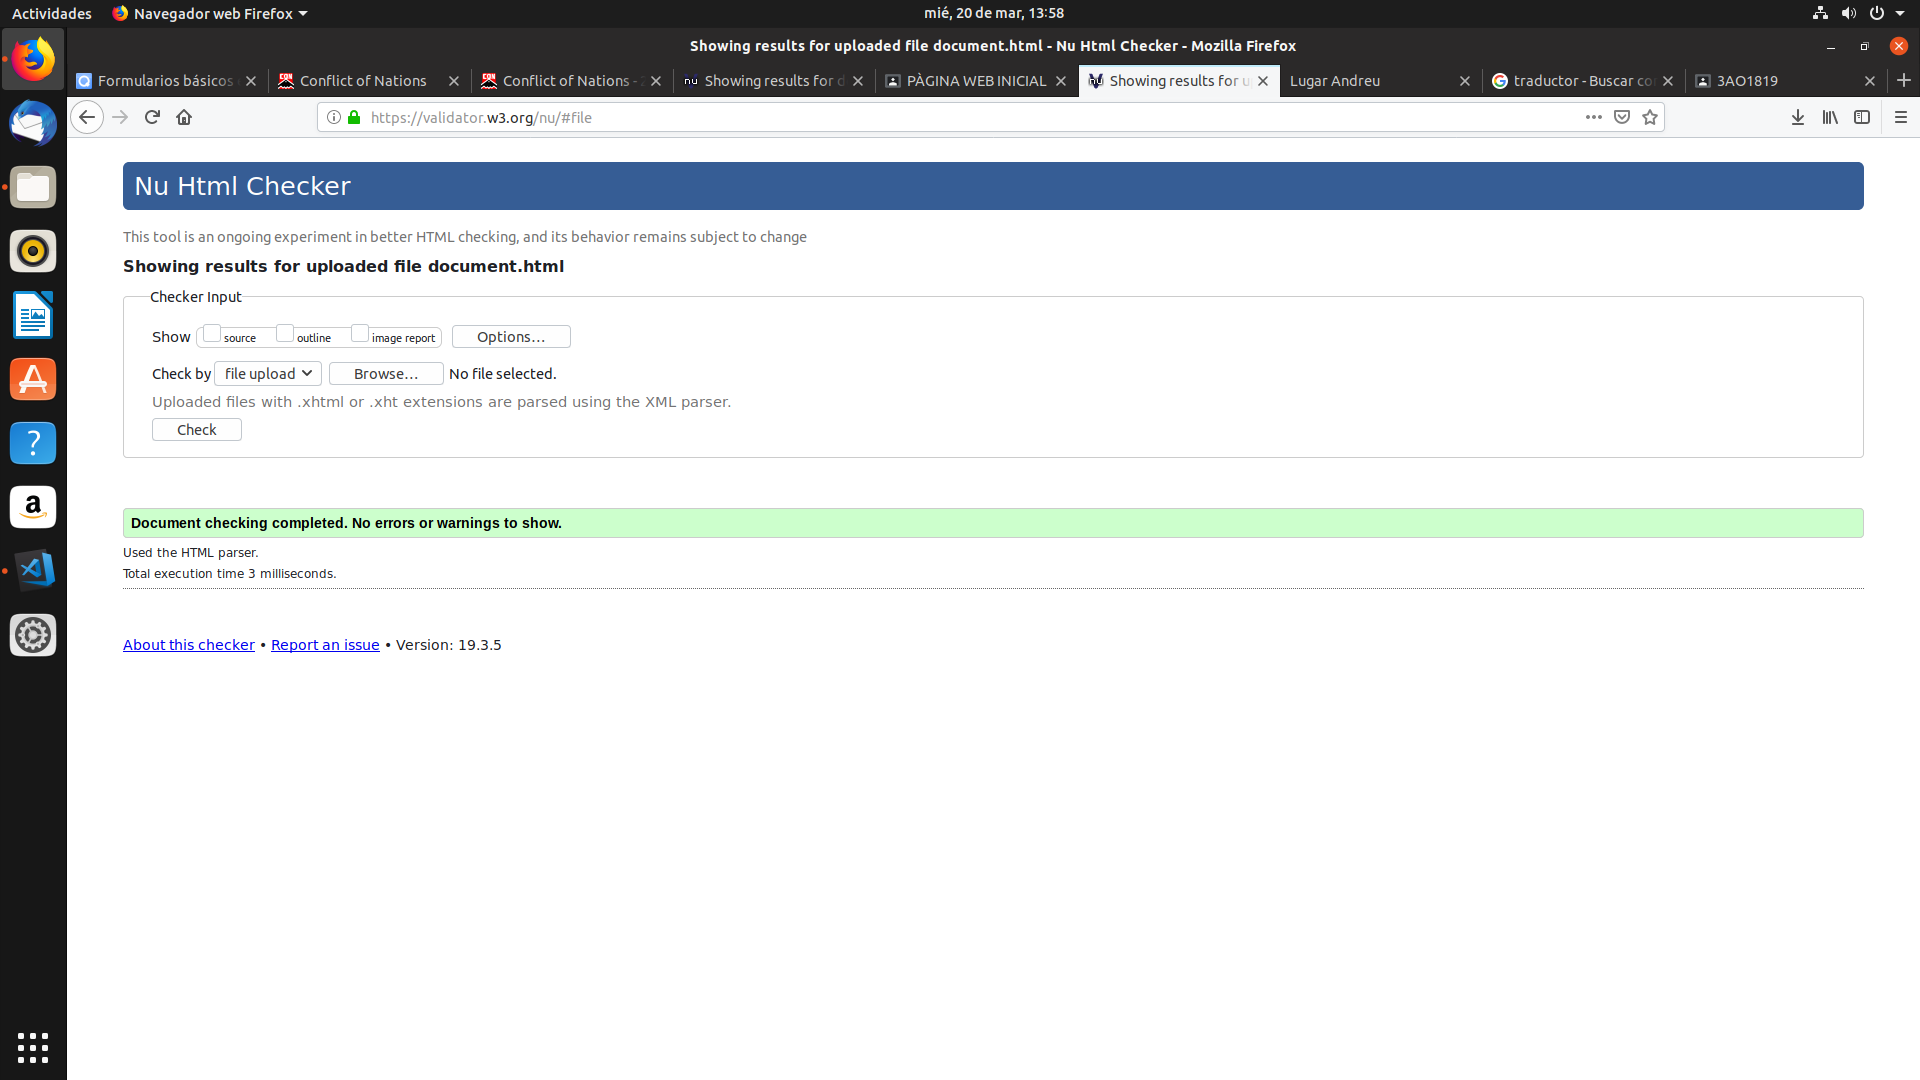 Actividades
Navegador web Firefox
mié, 20 de mar, 13:58
Showing results for uploaded file document.html - Nu Html Checker - Mozilla Firefox
Formularios básicos
Conflict of Nations
Conflict of Nations -
Showing results for d
PÀGINA WEB INICIAL
Showing results for u
Lugar Andreu
traductor - Buscar co
3AO1819
https://validator.w3.org/nu/#file
Nu Html Checker
This tool is an ongoing experiment in better HTML checking, and its behavior remains subject to change
Showing results for uploaded file document.html
Checker Input
Show source outline image report Options...
Check by file upload Browse... No file selected.
Uploaded files with .xhtml or .xht extensions are parsed using the XML parser.
Check
Document checking completed. No errors or warnings to show.
Used the HTML parser.
Total execution time 3 milliseconds.
About this checker • Report an issue • Version: 19.3.5